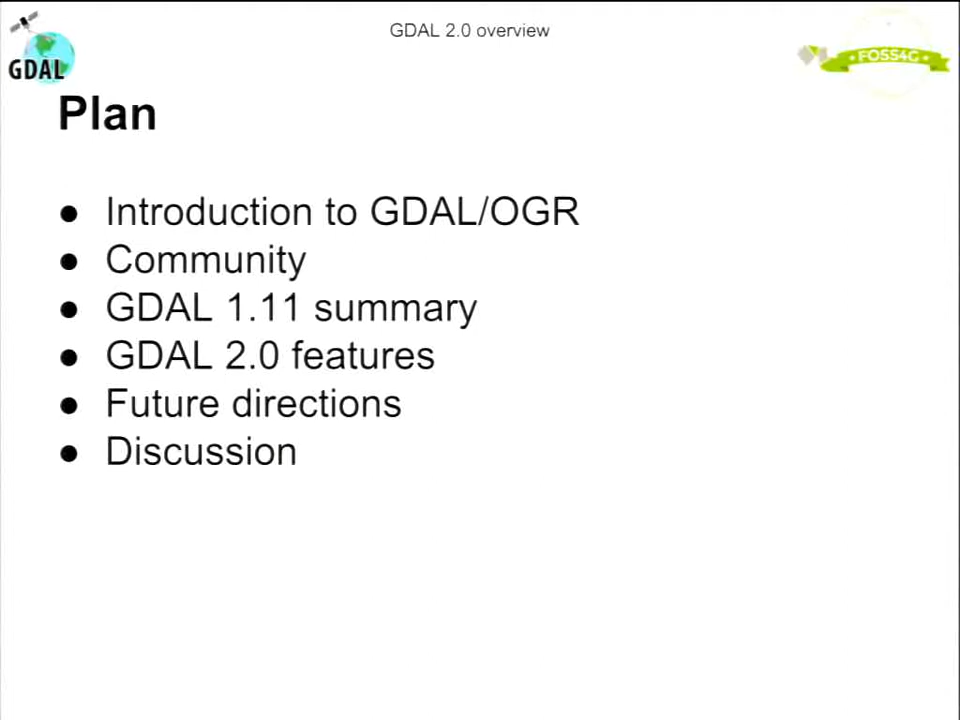 GDAL 2.0 overview
GDAL
FOSS4G
Plan
● Introduction to GDAL/OGR
● Community
● GDAL 1.11 summary
● GDAL 2.0 features
● Future directions
● Discussion